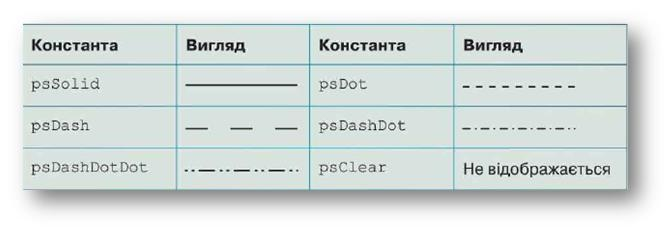 Константа Вигляд Константа Вигляд
psSolid psDot
psDash psDashDot
psDashDotDot psClear Не відображається